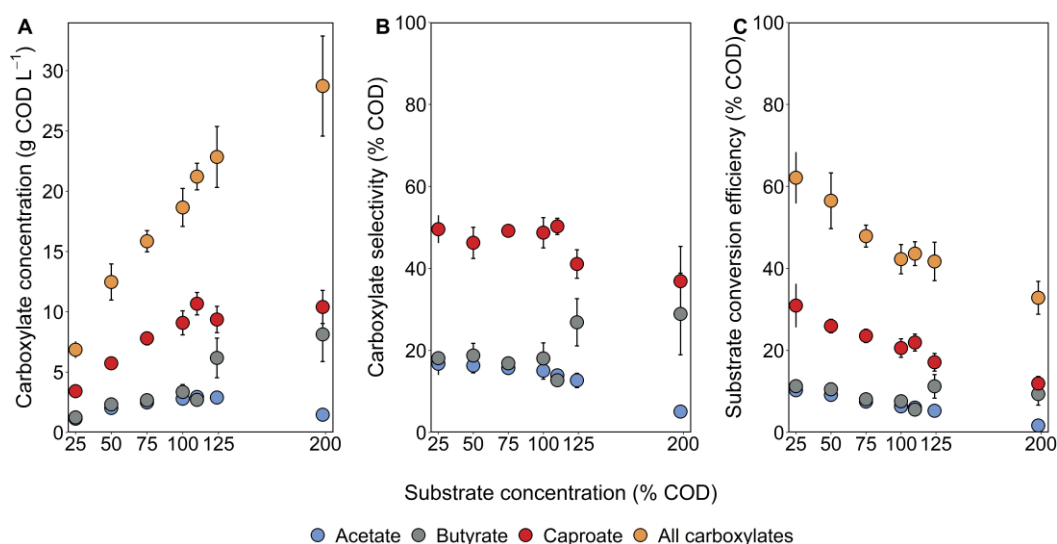 A
Carboxylate concentration (g COD L⁻¹)
30
25
20
15
10
5
0
25 50 75 100 125 200
B
Carboxylate selectivity (% COD)
100
80
60
40
20
0
25 50 75 100 125 200
C
Substrate conversion efficiency (% COD)
100
80
60
40
20
0
25 50 75 100 125 200
Substrate concentration (% COD)
Acetate Butyrate Caproate All carboxylates